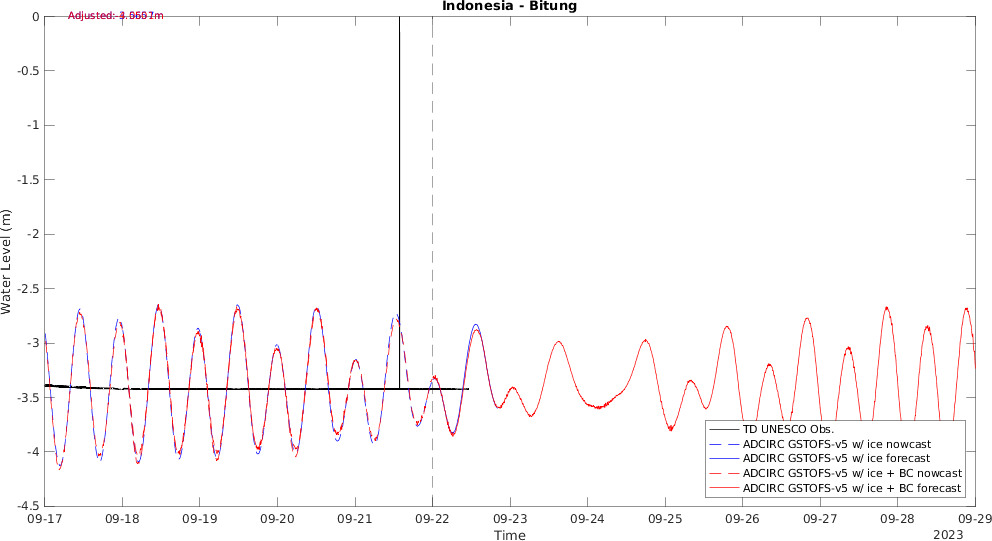 Indonesia - Bitung
Adjusted:
0
-0.5
-1
-1.5
-2
-2.5
-3
-3.5
-4
-4.5
Water Level (m)
TD UNESCO Obs.
ADCIRC GSTOFS-v5 w/ ice nowcast
ADCIRC GSTOFS-v5 w/ ice forecast
ADCIRC GSTOFS-v5 w/ ice + BC nowcast
ADCIRC GSTOFS-v5 w/ ice + BC forecast
09-17 09-18 09-19 09-20 09-21 09-22 09-23 09-24 09-25 09-26 09-27 09-28 09-29
Time
2023